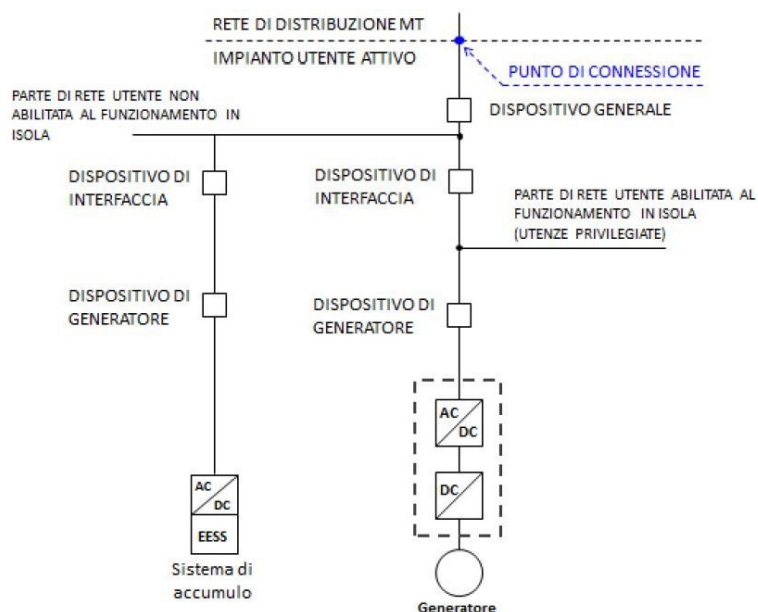 RETE DI DISTRIBUZIONE MT
IMPIANTO UTENTE ATTIVO
PUNTO DI CONNESSIONE
PARTE DI RETE UTENTE NON
ABILITATA AL FUNZIONAMENTO IN
ISOLA
DISPOSITIVO GENERALE
DISPOSITIVO DI
INTERFACCIA
DISPOSITIVO DI
INTERFACCIA
PARTE DI RETE UTENTE ABILITATA AL
FUNZIONAMENTO IN ISOLA
(UTENZE PRIVILEGIATE)
DISPOSITIVO DI
GENERATORE
DISPOSITIVO DI
GENERATORE
AC
DC
DC
AC
DC
EESS
Sistema di
accumulo
Generatore